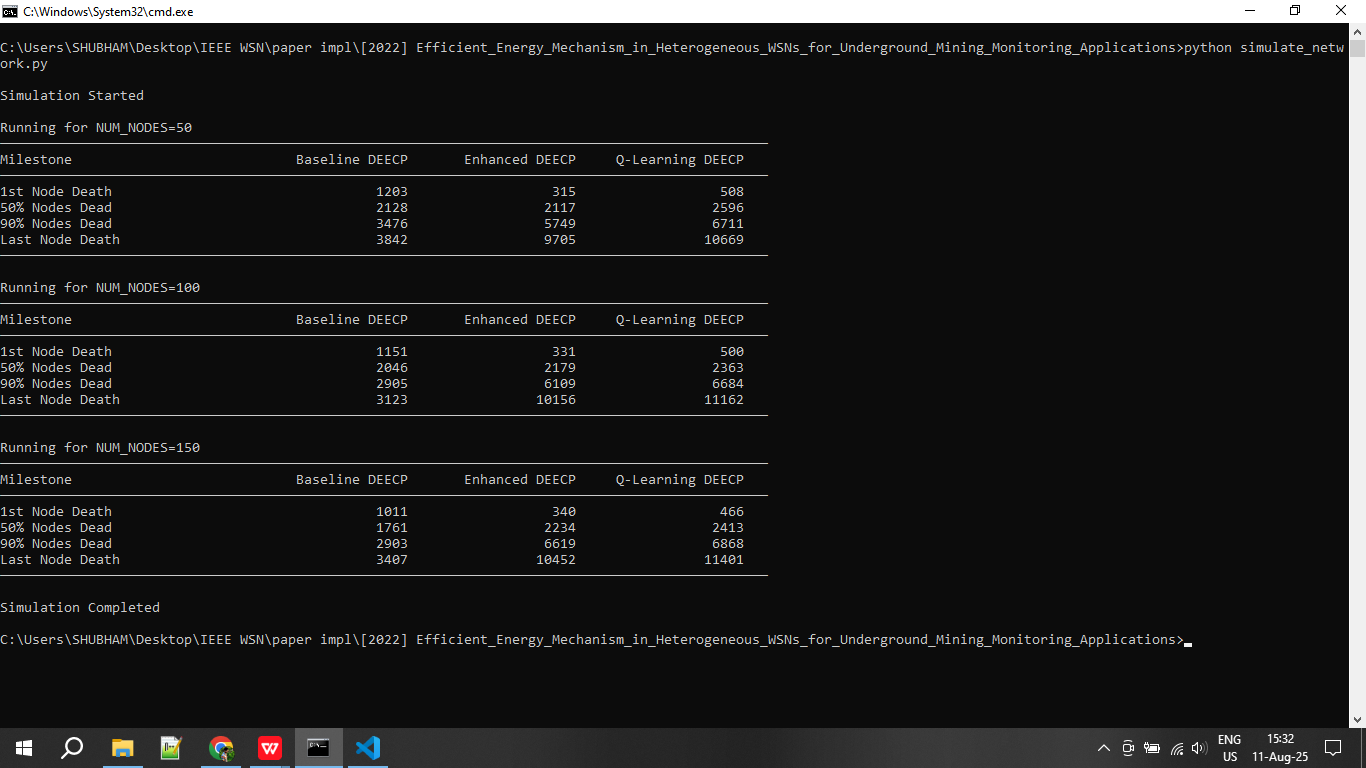 C:\Windows\System32\cmd.exe
C:\Users\SHUBHAM\Desktop\IEEE WSN\paper impl\[2022] Efficient_Energy_Mechanism_in_Heterogeneous_WSNs_for_Underground_Mining_Monitoring_Applications>python simulate_netw
ork.py
Simulation Started
Running for NUM_NODES=50
Milestone Baseline DEECP Enhanced DEECP Q-Learning DEECP
1st Node Death 1203 315 508
50% Nodes Dead 2128 2117 2596
90% Nodes Dead 3476 5749 6711
Last Node Death 3842 9705 10669
Running for NUM_NODES=100
Milestone Baseline DEECP Enhanced DEECP Q-Learning DEECP
1st Node Death 1151 331 500
50% Nodes Dead 2046 2179 2363
90% Nodes Dead 2905 6109 6684
Last Node Death 3123 10156 11162
Running for NUM_NODES=150
Milestone Baseline DEECP Enhanced DEECP Q-Learning DEECP
1st Node Death 1011 340 466
50% Nodes Dead 1761 2234 2413
90% Nodes Dead 2903 6619 6868
Last Node Death 3407 10452 11401
Simulation Completed
C:\Users\SHUBHAM\Desktop\IEEE WSN\paper impl\[2022] Efficient_Energy_Mechanism_in_Heterogeneous_WSNs_for_Underground_Mining_Monitoring_Applications>
ENG 15:32
US 11-Aug-25